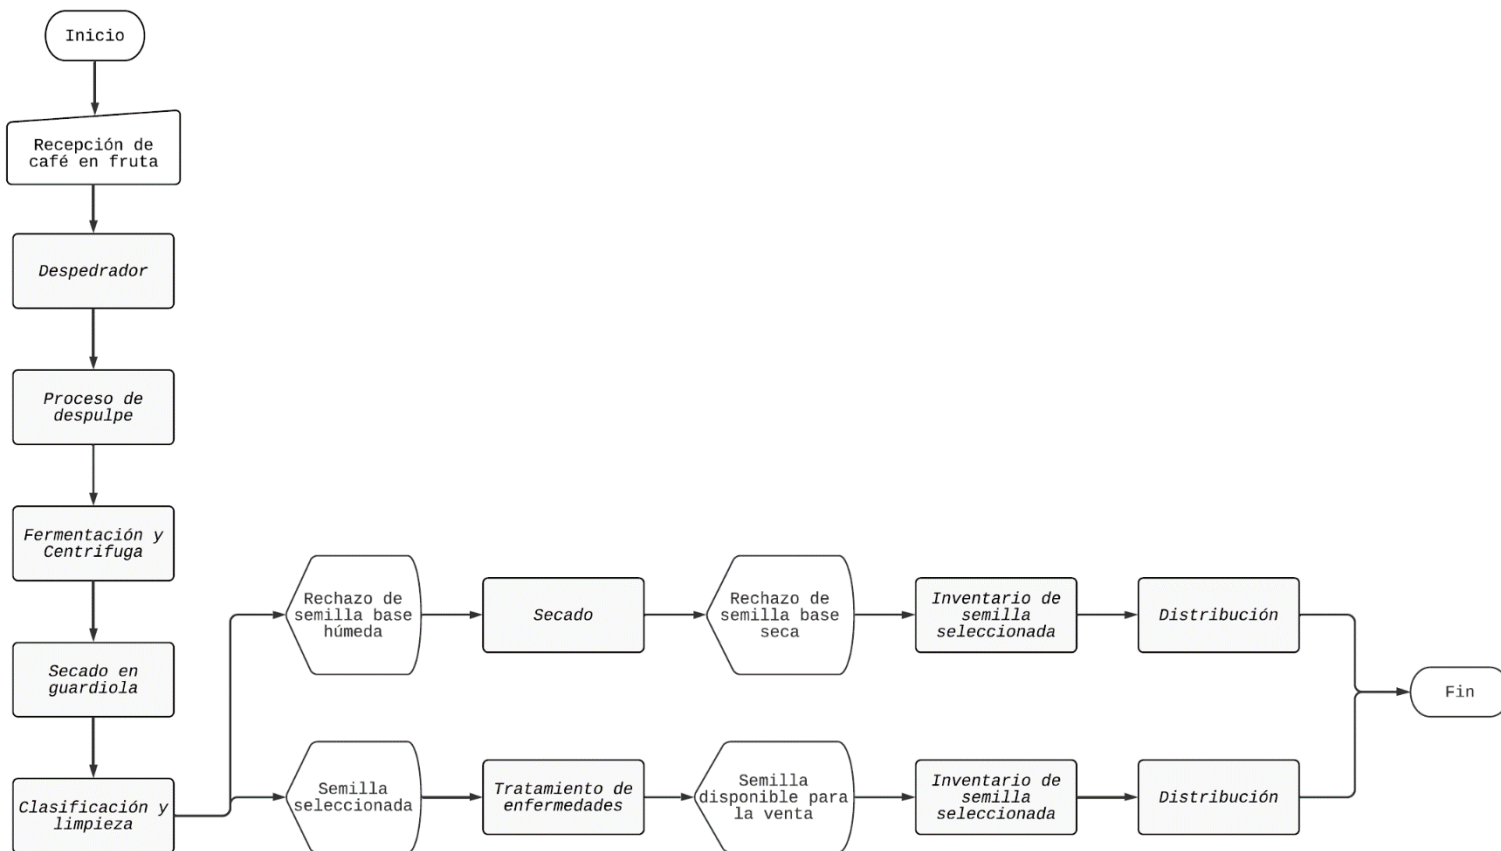 Inicio
Recepción de
café en fruta
Despedrador
Proceso de
despulpe
Fermentación y
Centrifuga
Secado en
guardiola
Clasificación y
limpieza
Rechazo de
semilla base
húmeda
Secado
Rechazo de
semilla base
seca
Inventario de
semilla
seleccionada
Distribución
Semilla
seleccionada
Tratamiento de
enfermedades
Semilla
disponible para
la venta
Inventario de
semilla
seleccionada
Distribución
Fin